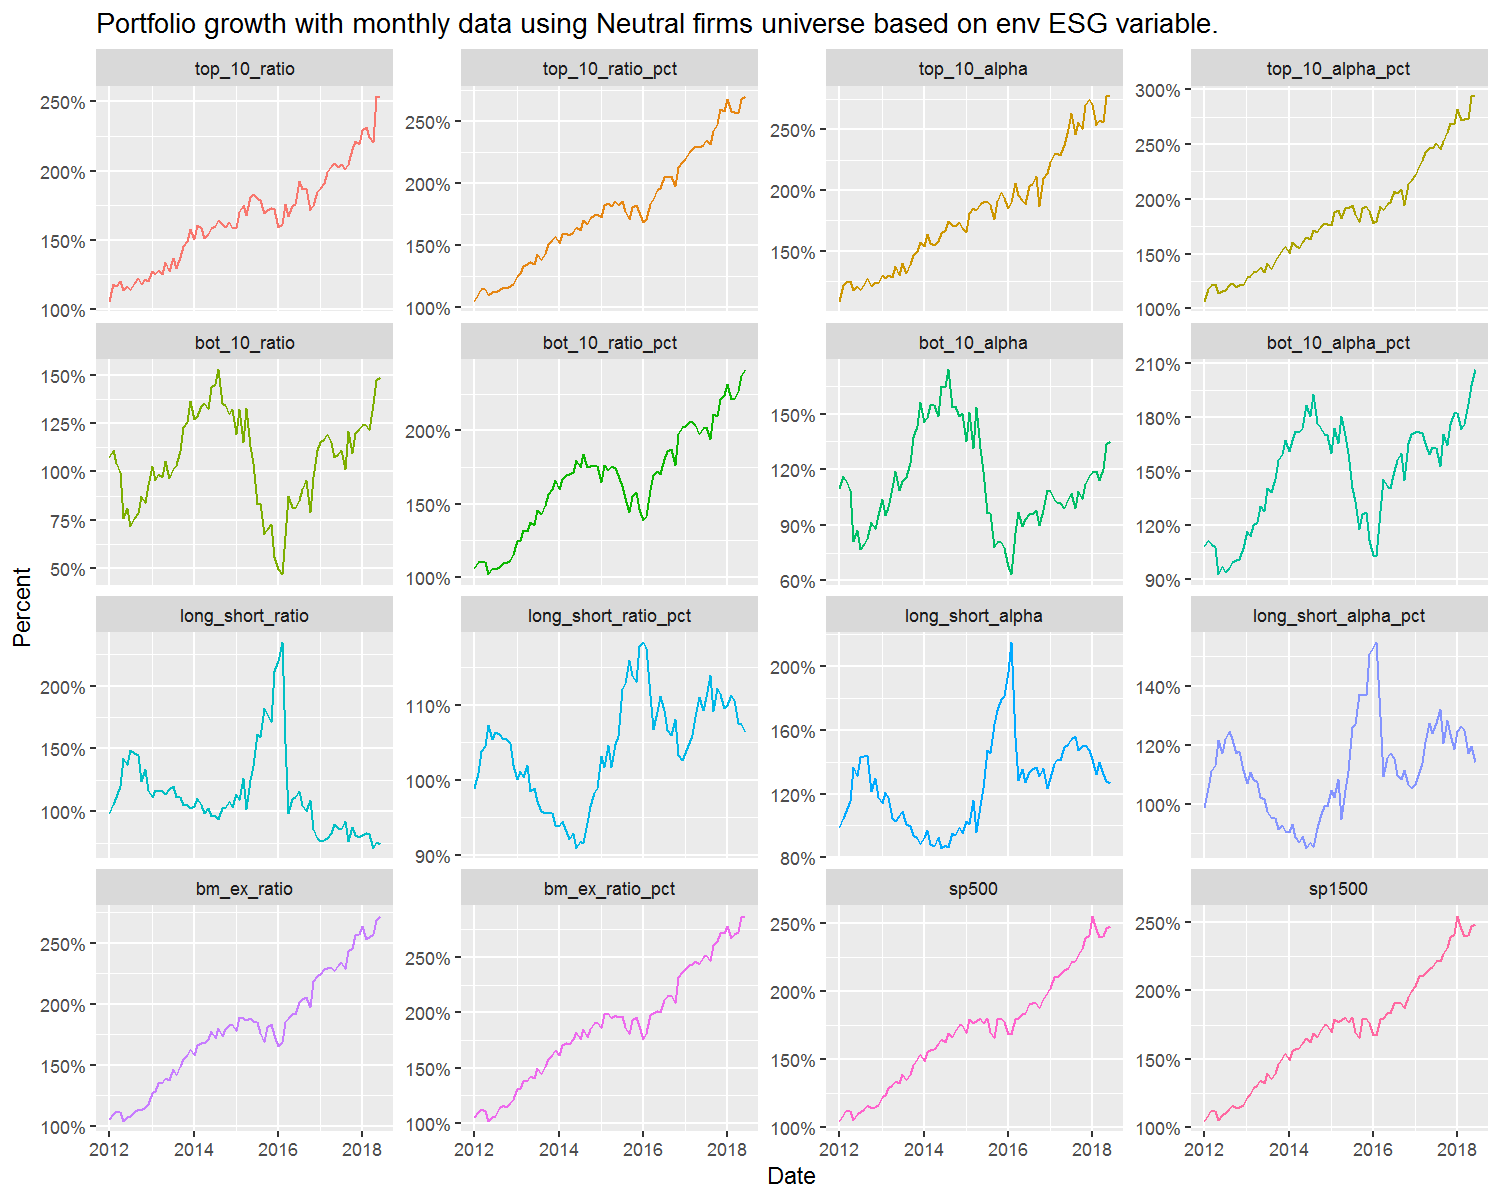 Portfolio growth with monthly data using Neutral firms universe based on env ESG variable.
top_10_ratio
top_10_ratio_pct
top_10_alpha
top_10_alpha_pct
250%
200%
150%
100%
250%
200%
150%
100%
250%
200%
150%
300%
250%
200%
150%
100%
bot_10_ratio
bot_10_ratio_pct
bot_10_alpha
bot_10_alpha_pct
150%
125%
100%
75%
50%
200%
150%
100%
150%
120%
90%
60%
210%
180%
150%
120%
90%
Percent
long_short_ratio
long_short_ratio_pct
long_short_alpha
long_short_alpha_pct
200%
150%
100%
110%
100%
90%
200%
160%
120%
80%
140%
120%
100%
bm_ex_ratio
bm_ex_ratio_pct
sp500
sp1500
250%
200%
150%
100%
250%
200%
150%
100%
250%
200%
150%
100%
250%
200%
150%
100%
2012 2014 2016 2018
2012 2014 2016 2018
2012 2014 2016 2018
2012 2014 2016 2018
Date